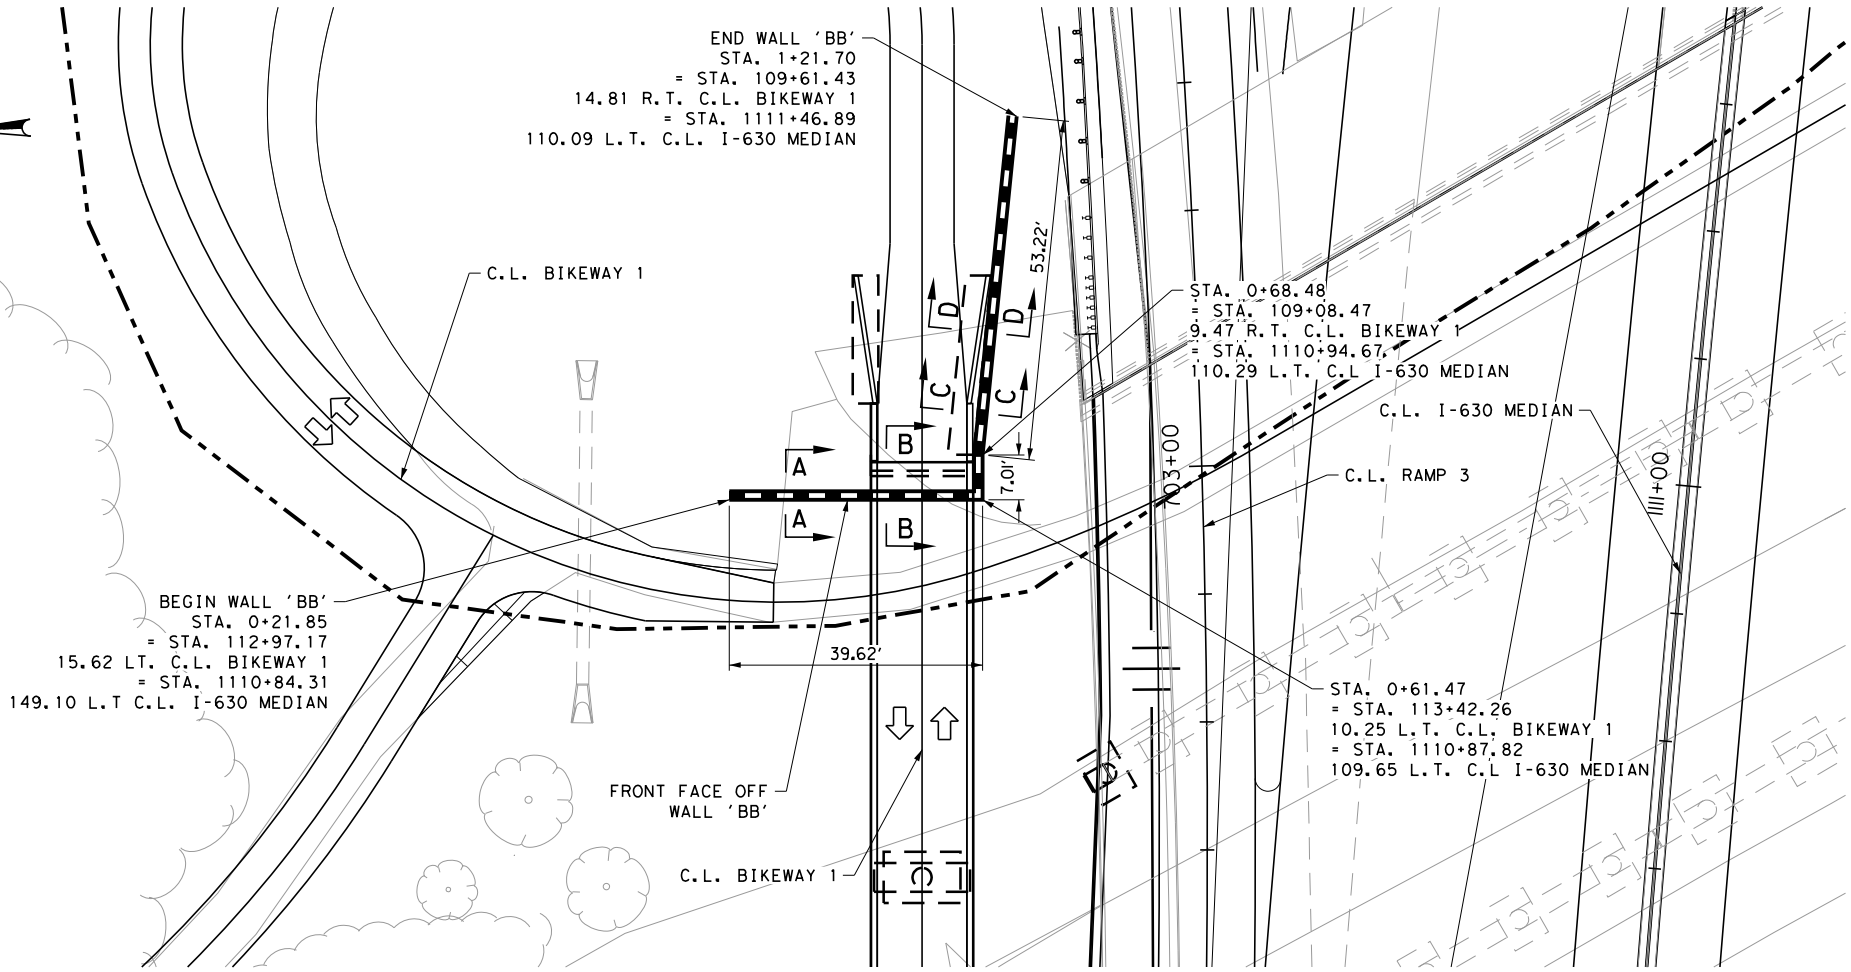 END WALL 'BB'
STA. 1+21.70
= STA. 109+61.43
14.81 R.T. C.L. BIKEWAY 1
= STA. 1111+46.89
110.09 L.T. C.L. I-630 MEDIAN
C.L. BIKEWAY 1
53.22'
STA. 0+68.48
= STA. 109+08.47
9.47 R.T. C.L. BIKEWAY 1
= STA. 1110+94.67
110.29 L.T. C.L I-630 MEDIAN
D
D
C
C
C.L. I-630 MEDIAN
A
B
7.01'
703+00
C.L. RAMP 3
1111+00
A
B
BEGIN WALL 'BB'
STA. 0+21.85
= STA. 112+97.17
15.62 LT. C.L. BIKEWAY 1
= STA. 1110+84.31
149.10 L.T C.L. I-630 MEDIAN
39.62'
STA. 0+61.47
= STA. 113+42.26
10.25 L.T. C.L. BIKEWAY 1
= STA. 1110+87.82
109.65 L.T. C.L I-630 MEDIAN
FRONT FACE OFF
WALL 'BB'
C.L. BIKEWAY 1